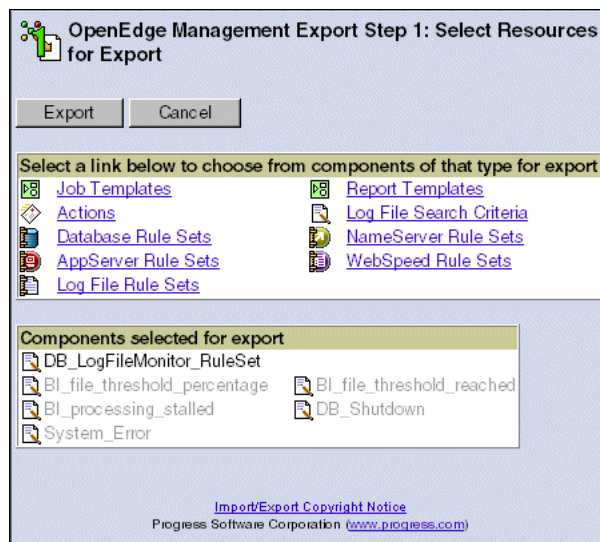 OpenEdge Management Export Step 1: Select Resources
for Export
Export Cancel
Select a link below to choose from components of that type for export
Job Templates Report Templates
Actions Log File Search Criteria
Database Rule Sets NameServer Rule Sets
AppServer Rule Sets WebSpeed Rule Sets
Log File Rule Sets
Components selected for export
DB_LogFileMonitor_RuleSet
BI_file_threshold_percentage BI_file_threshold_reached
BI_processing_stalled DB_Shutdown
System_Error
Import/Export Copyright Notice
Progress Software Corporation (www.progress.com)